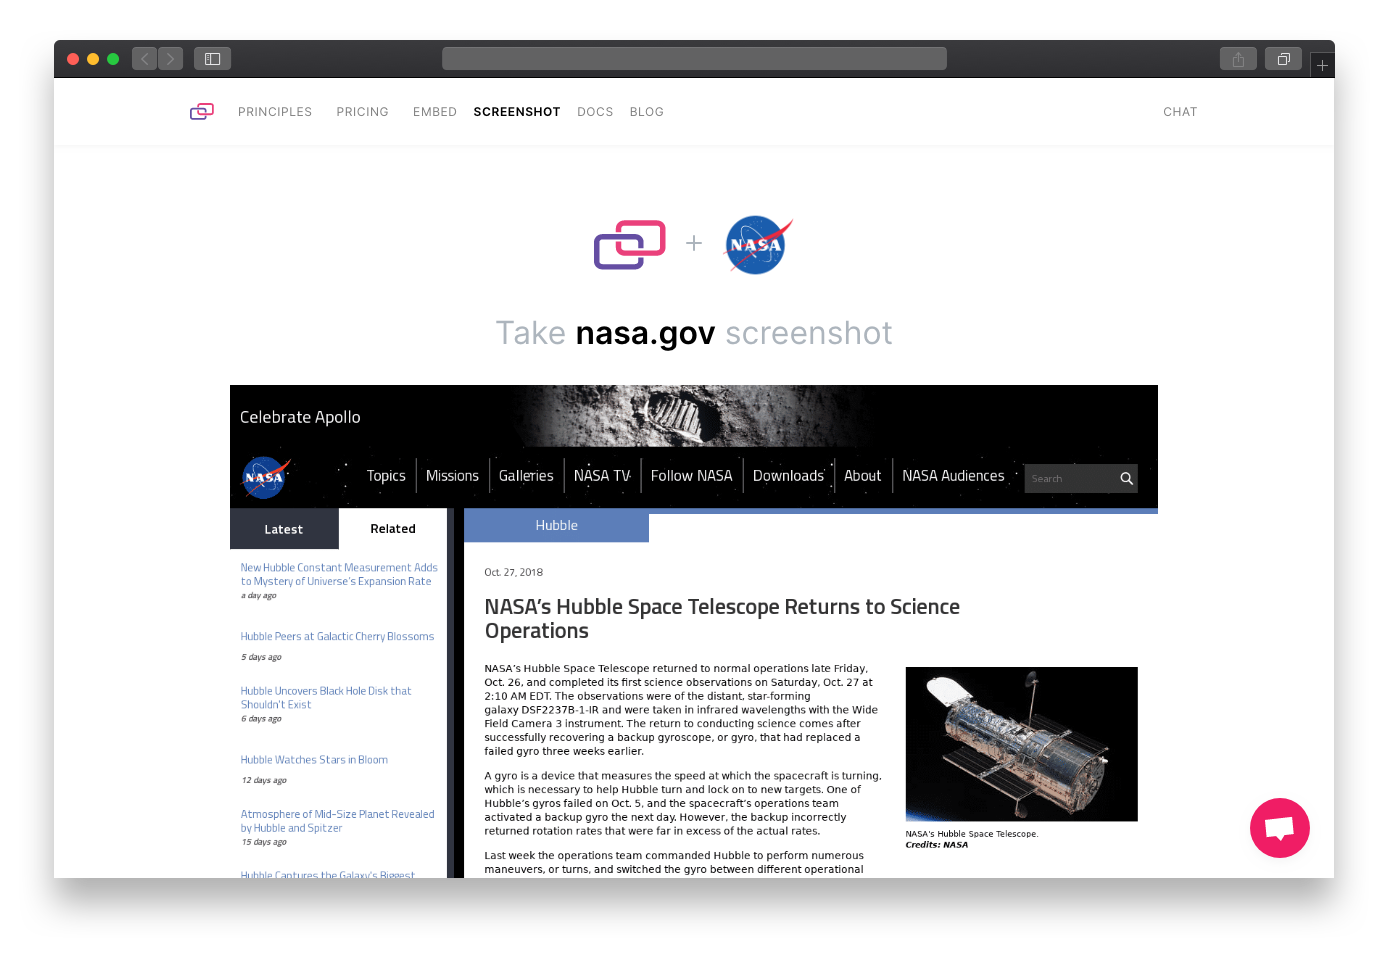 PRINCIPLES PRICING EMBED SCREENSHOT DOCS BLOG CHAT
NASA
Take nasa.gov screenshot
Celebrate Apollo
NASA Topics Missions Galleries NASA TV Follow NASA Downloads About NASA Audiences Search
Latest Related
New Hubble Constant Measurement Adds
to Mystery of Universe's Expansion Rate
a day ago
Hubble Peers at Galactic Cherry Blossoms
5 days ago
Hubble Uncovers Black Hole Disk that
Shouldn't Exist
6 days ago
Hubble Watches Stars in Bloom
12 days ago
Atmosphere of Mid-Size Planet Revealed
by Hubble and Spitzer
15 days ago
Hubble Captures the Galaxy's Biggest
Hubble
Oct. 27, 2018
NASA's Hubble Space Telescope Returns to Science
Operations
NASA's Hubble Space Telescope returned to normal operations late Friday,
Oct. 26, and completed its first science observations on Saturday, Oct. 27 at
2:10 AM EDT. The observations were of the distant, star-forming
galaxy DSF2237B-1-IR and were taken in infrared wavelengths with the Wide
Field Camera 3 instrument. The return to conducting science comes after
successfully recovering a backup gyroscope, or gyro, that had replaced a
failed gyro three weeks earlier.
A gyro is a device that measures the speed at which the spacecraft is turning,
which is necessary to help Hubble turn and lock on to new targets. One of
Hubble's gyros failed on Oct. 5, and the spacecraft's operations team
activated a backup gyro the next day. However, the backup incorrectly
returned rotation rates that were far in excess of the actual rates.
Last week the operations team commanded Hubble to perform numerous
maneuvers, or turns, and switched the gyro between different operational
NASA's Hubble Space Telescope.
Credits: NASA